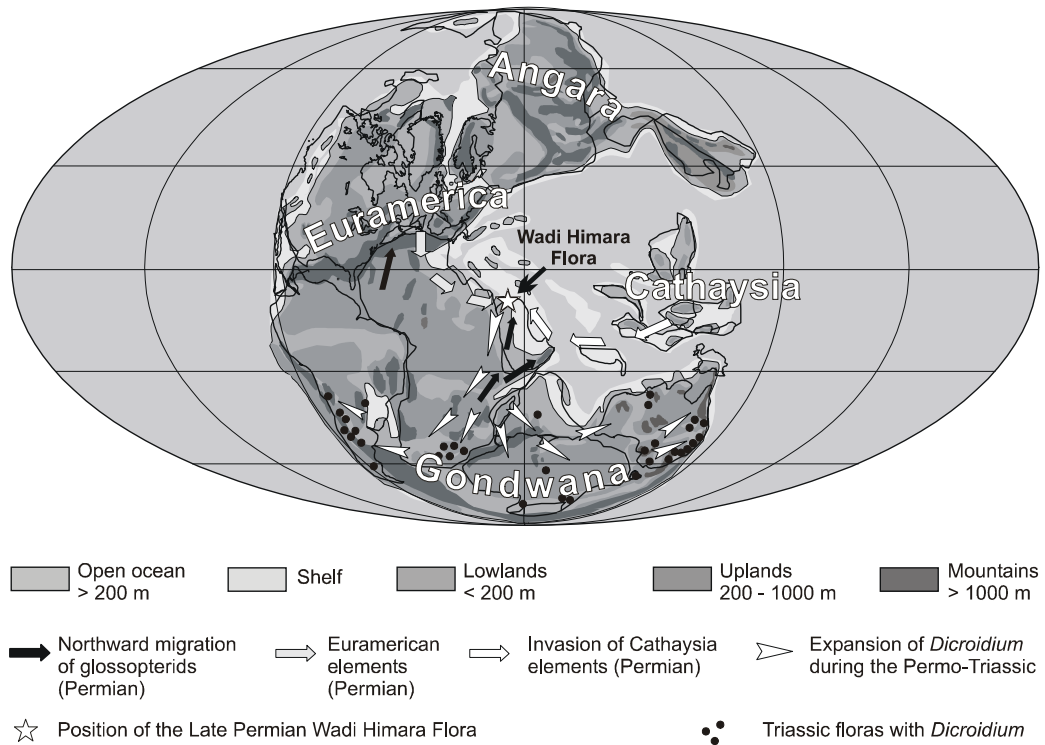 Angara
Euramerica
Wadi Himara
Flora
Cathaysia
Gondwana
Open ocean
> 200 m
Shelf
Lowlands
< 200 m
Uplands
200 - 1000 m
Mountains
> 1000 m
Northward migration
of glossopterids
(Permian)
Euramerican
elements
(Permian)
Invasion of Cathaysia
elements (Permian)
Expansion of Dicroidium
during the Permo-Triassic
Position of the Late Permian Wadi Himara Flora
Triassic floras with Dicroidium